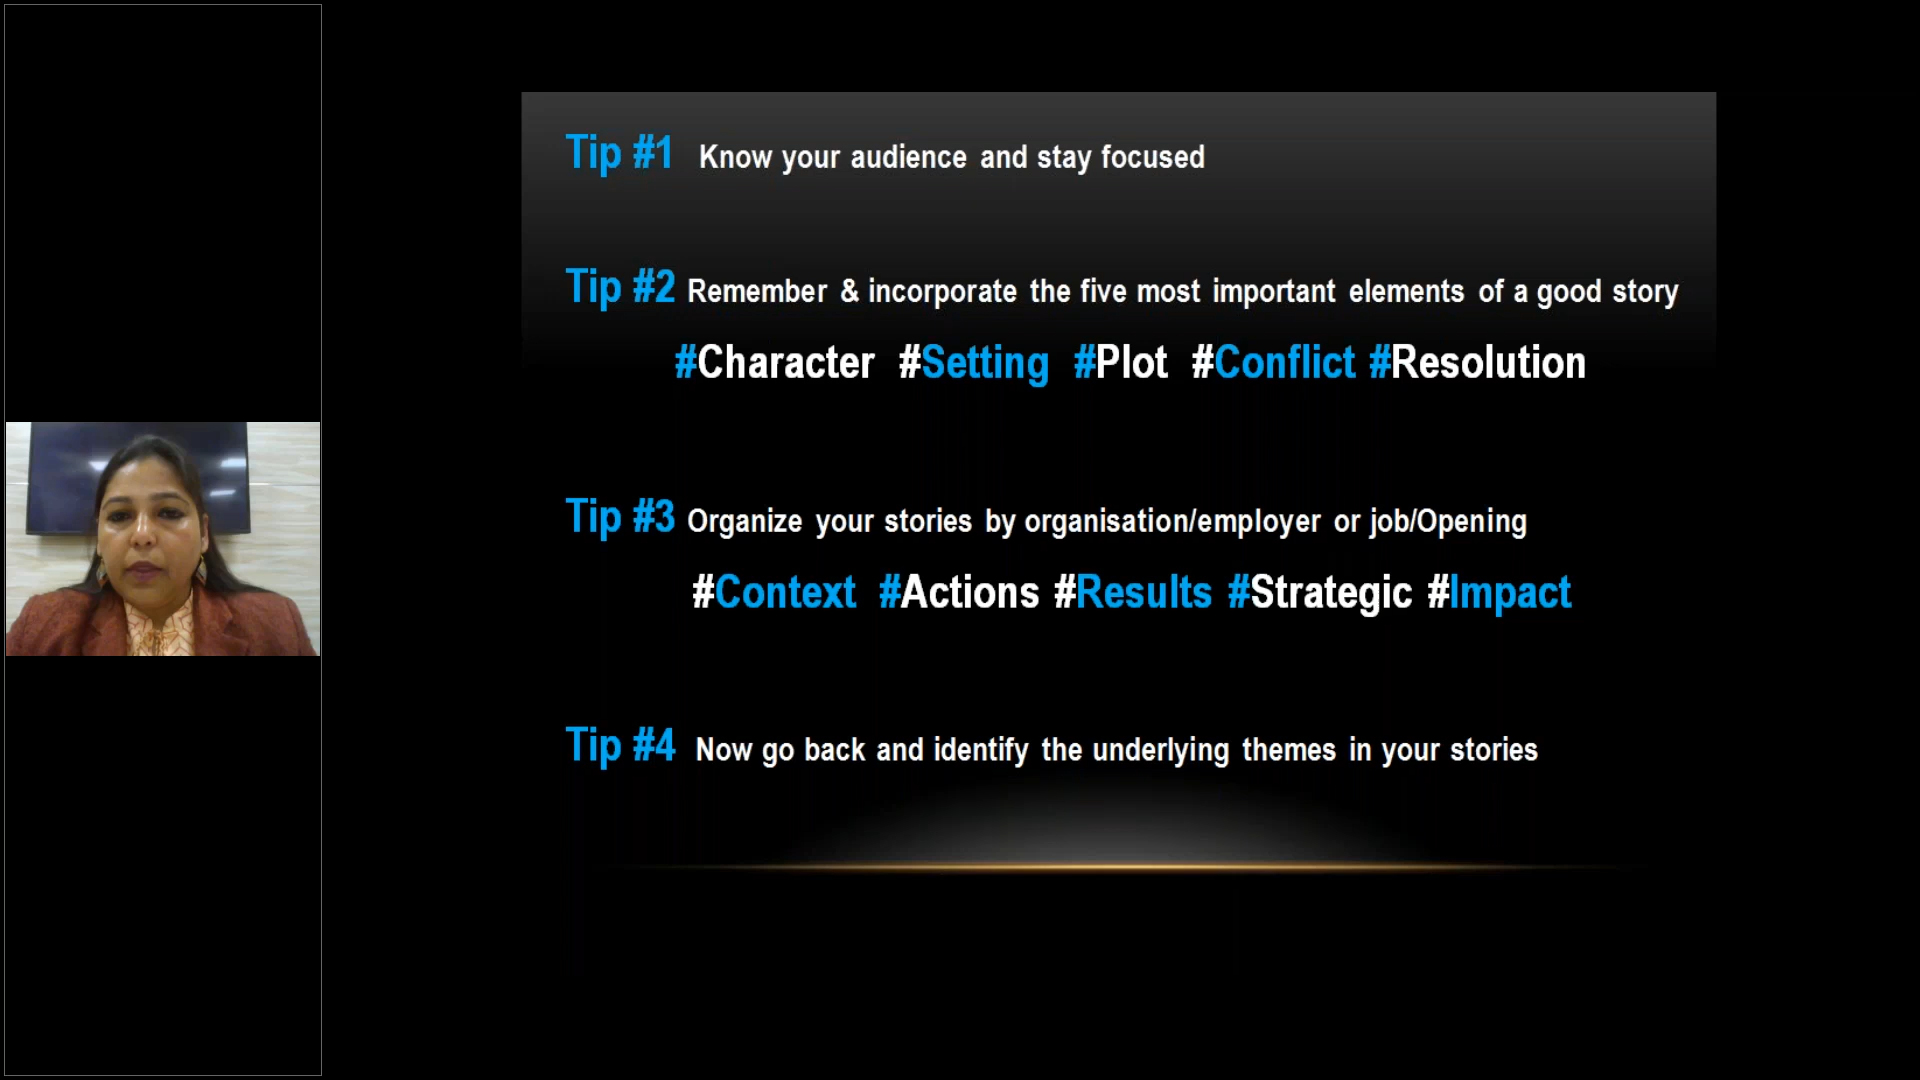 Tip #1 Know your audience and stay focused
Tip #2 Remember & incorporate the five most important elements of a good story
#Character #Setting #Plot #Conflict #Resolution
Tip #3 Organize your stories by organisation/employer or job/Opening
#Context #Actions #Results #Strategic #Impact
Tip #4 Now go back and identify the underlying themes in your stories